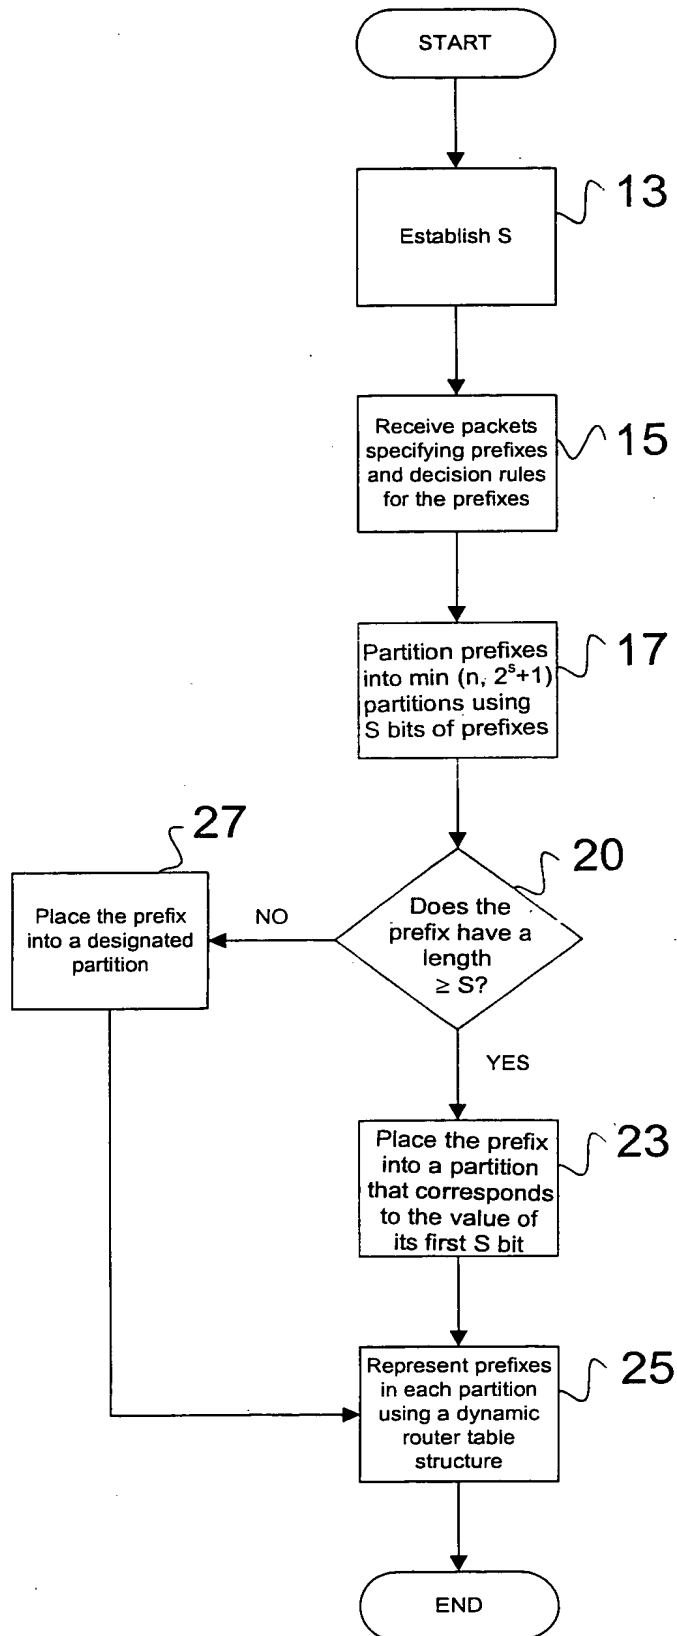 START
13
Establish S
Receive packets
specifying prefixes
and decision rules
for the prefixes
15
Partition prefixes
into min (n, 2^s+1)
partitions using
S bits of prefixes
17
27
20
Place the prefix
into a designated
partition
NO
Does the
prefix have a
length
≥ S?
YES
Place the prefix
into a partition
that corresponds
to the value of
its first S bit
23
Represent prefixes
in each partition
using a dynamic
router table
structure
25
END